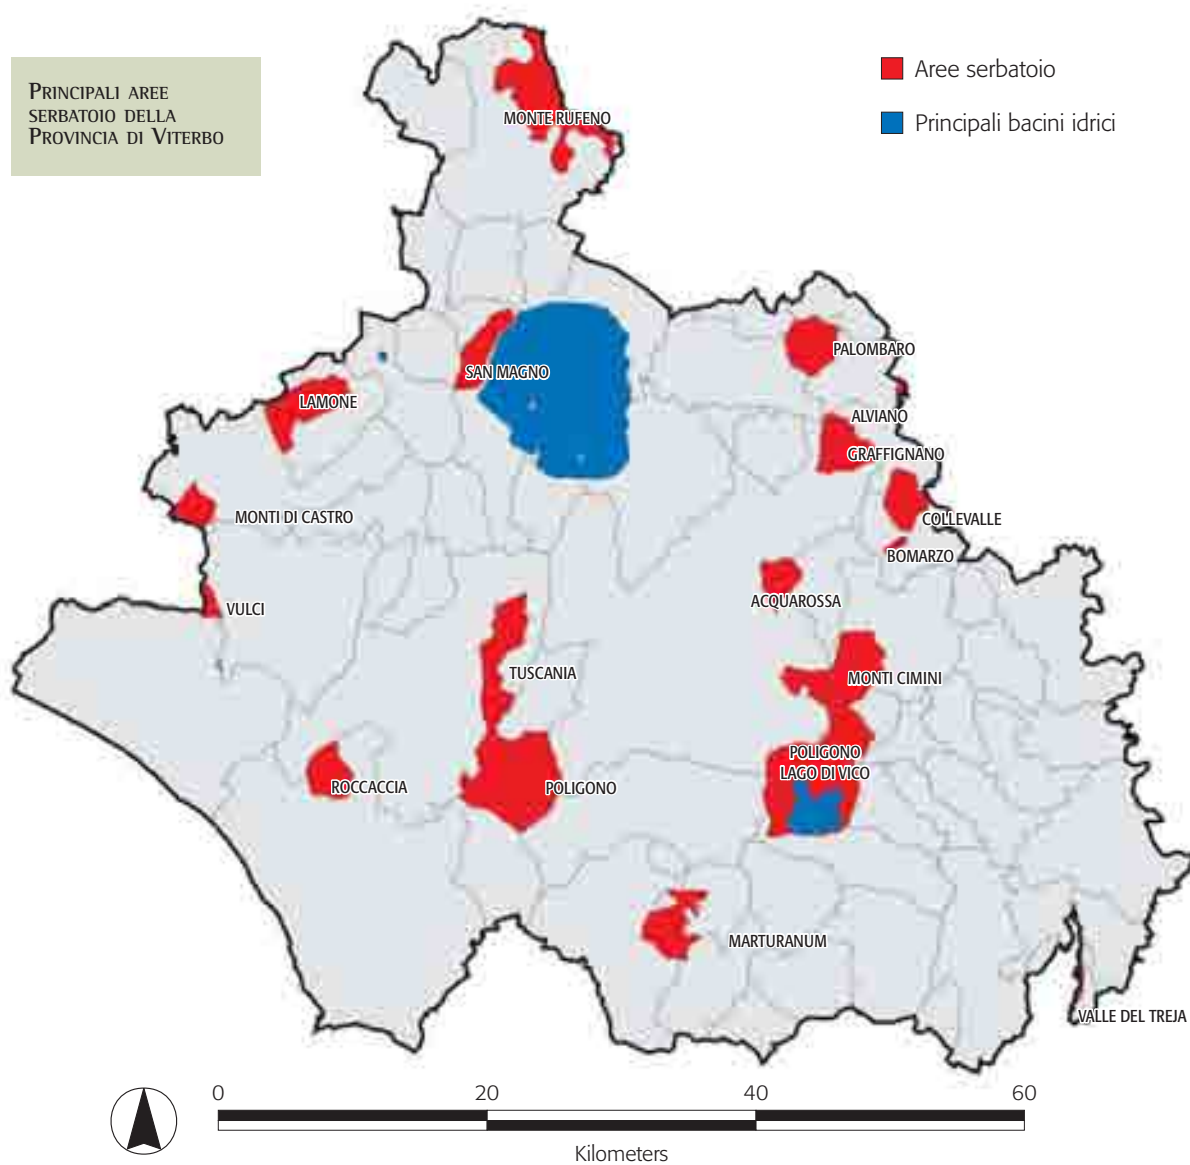 Principali aree
serbatoio della
Provincia di Viterbo
Aree serbatoio
Principali bacini idrici
MONTE RUFENO
PALOMBARO
SAN MAGNO
LAMONE
ALVIANO
GRAFFIGNANO
MONTI DI CASTRO
COLLEVALLE
BOMARZO
ACQUAROSSA
VULCI
TUSCANIA
MONTI CIMINI
POLIGONO
LAGO DI VICO
ROCCACCIA
POLIGONO
MARTURANUM
VALLE DEL TREJA
0 20 40 60
Kilometers